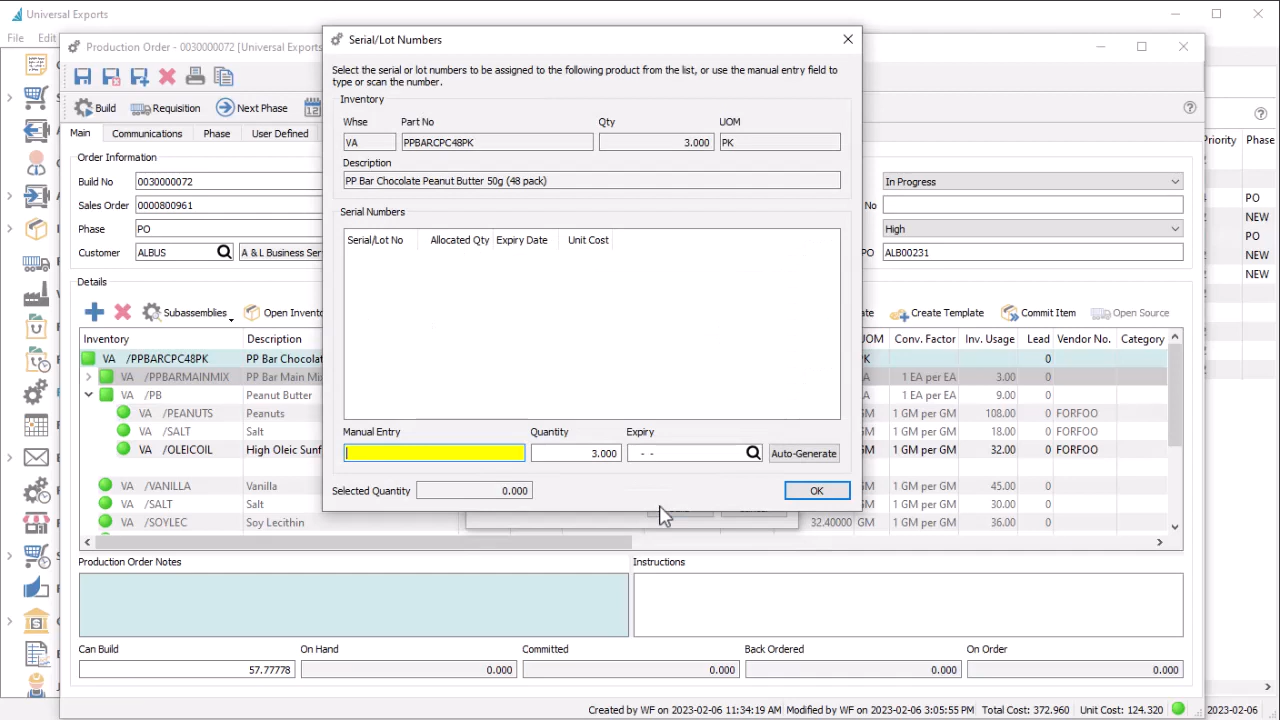 Universal Exports
File Edit
Production Order - 0030000072 [Universal Exports
Serial/Lot Numbers
Select the serial or lot numbers to be assigned to the following product from the list, or use the manual entry field to
type or scan the number.
Inventory
Whse Part No Qty UOM
VA PPBARCPC48PK 3.000 PK
Description
PP Bar Chocolate Peanut Butter 50g (48 pack)
Serial Numbers
Serial/Lot No Allocated Qty Expiry Date Unit Cost
Manual Entry Quantity Expiry
3.000 - - Auto-Generate
Selected Quantity 0.000 OK
Build Requisition Next Phase 12
Main Communications Phase User Defined
Order Information
Build No 0030000072 In Progress
Sales Order 0000800961 No
Phase PO High
Customer ALBUS A & L Business Ser PO ALB00231
Details
Subassemblies Open Invento Create Template Commit Item Open Source
Inventory Description Conv. Factor Inv. Usage Lead Vendor No. Category
VA /PPBARCPC48PK PP Bar Chocolat 0
VA /PPBARMAINMIX PP Bar Main Mix 1 EA per EA 3.00 0
VA /PB Peanut Butter 1 EA per EA 9.00 0
VA /PEANUTS Peanuts 1 GM per GM 108.00 0 FORFOO
VA /SALT Salt 1 GM per GM 18.00 0 FORFOO
VA /OLEICOIL High Oleic Sunf 1 GM per GM 32.00 0 FORFOO
VA /VANILLA Vanilla 1 GM per GM 45.00 0
VA /SALT Salt 1 GM per GM 30.00 0
VA /SOYLEC Soy Lecithin 32.40000 GM 1 GM per GM 36.00 0
Production Order Notes Instructions
Can Build On Hand Committed Back Ordered On Order
57.77778 0.000 0.000 0.000 0.000
Created by WF on 2023-02-06 11:34:19 AM Modified by WF on 2023-02-06 3:05:55 PM Total Cost: 372.960 Unit Cost: 124.320 2023-02-06
Priority Phase
PO
NEW
PO
NEW
NEW